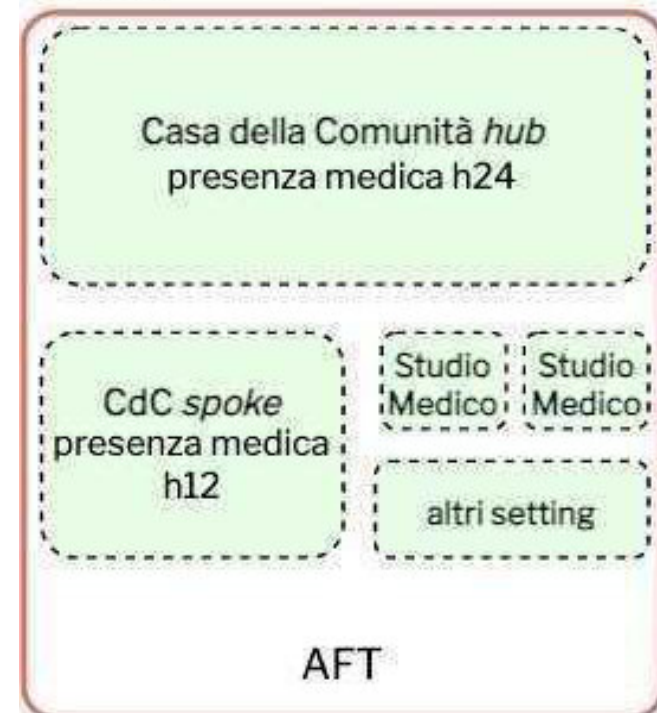 Casa della Comunità hub
presenza medica h24
CdC spoke
presenza medica
h12
Studio
Medico
Studio
Medico
altri setting
AFT